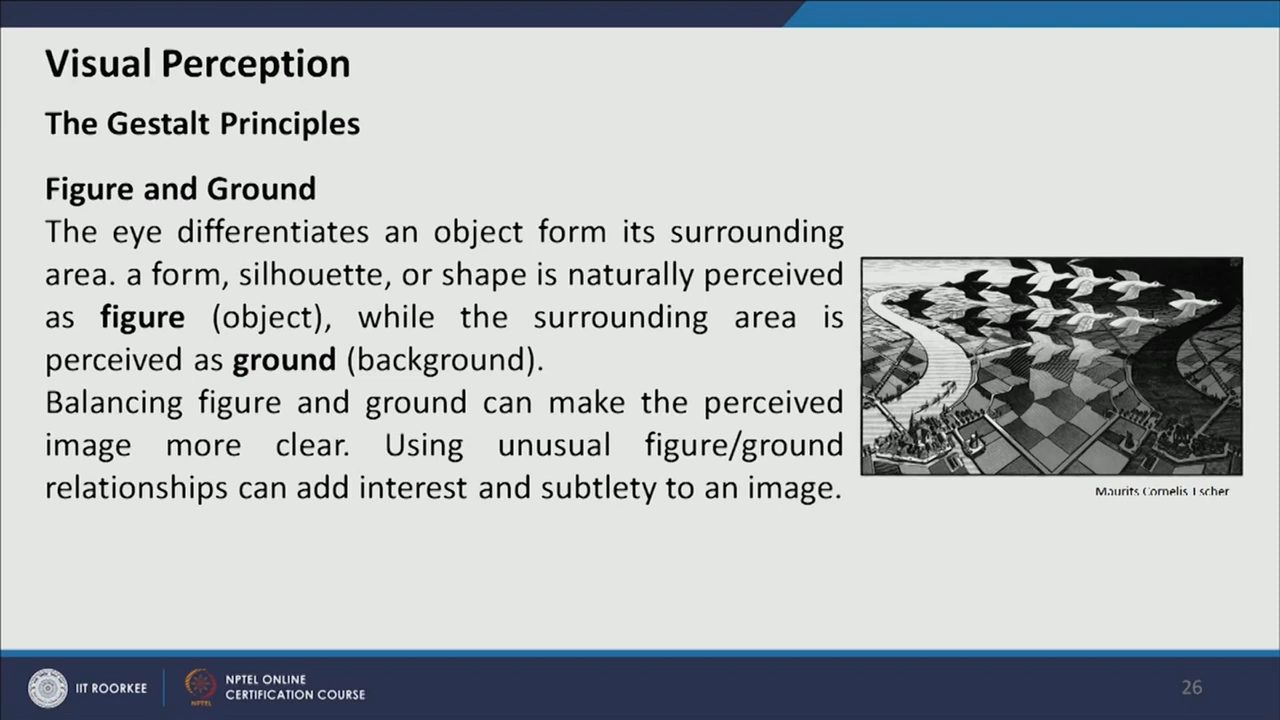 Visual Perception
The Gestalt Principles
Figure and Ground
The eye differentiates an object form its surrounding
area. a form, silhouette, or shape is naturally perceived
as figure (object), while the surrounding area is
perceived as ground (background).
Balancing figure and ground can make the perceived
image more clear. Using unusual figure/ground
relationships can add interest and subtlety to an image.
Maurits Cornelis Escher
IIT ROORKEE
NPTEL
NPTEL ONLINE
CERTIFICATION COURSE
26